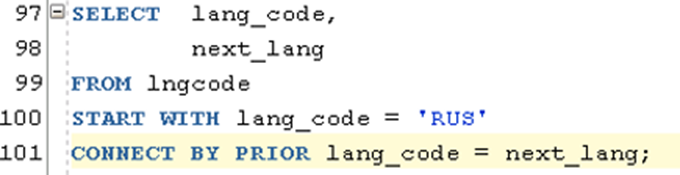 97 SELECT lang_code,
98 next_lang
99 FROM lngcode
100 START WITH lang_code = 'RUS'
101 CONNECT BY PRIOR lang_code = next_lang;